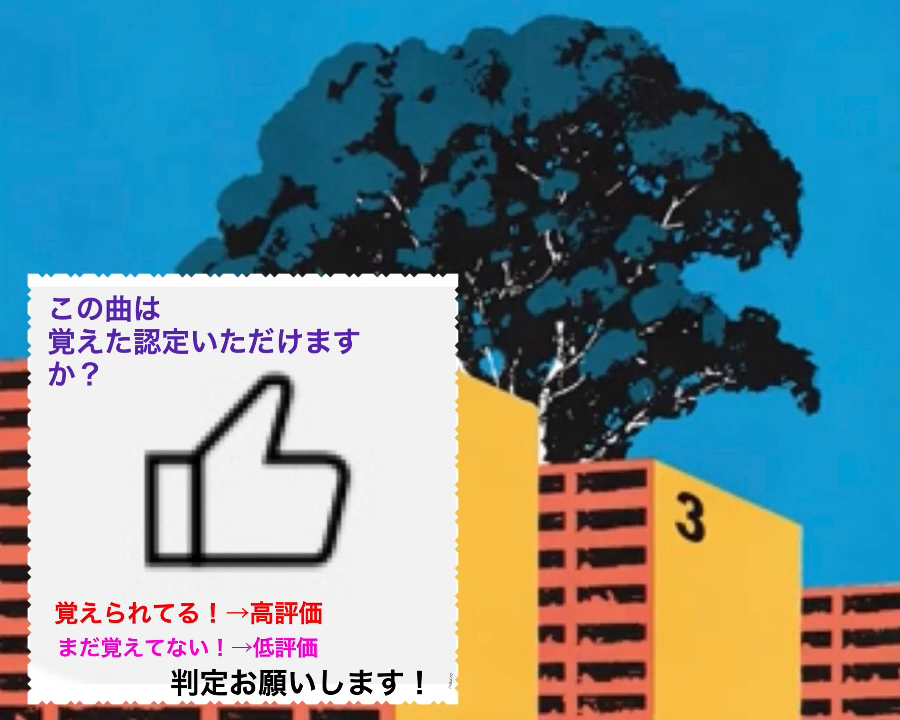 この曲は
覚えた認定いただけます
か？
覚えられてる！→高評価
まだ覚えてない！→低評価
判定お願いします！
3